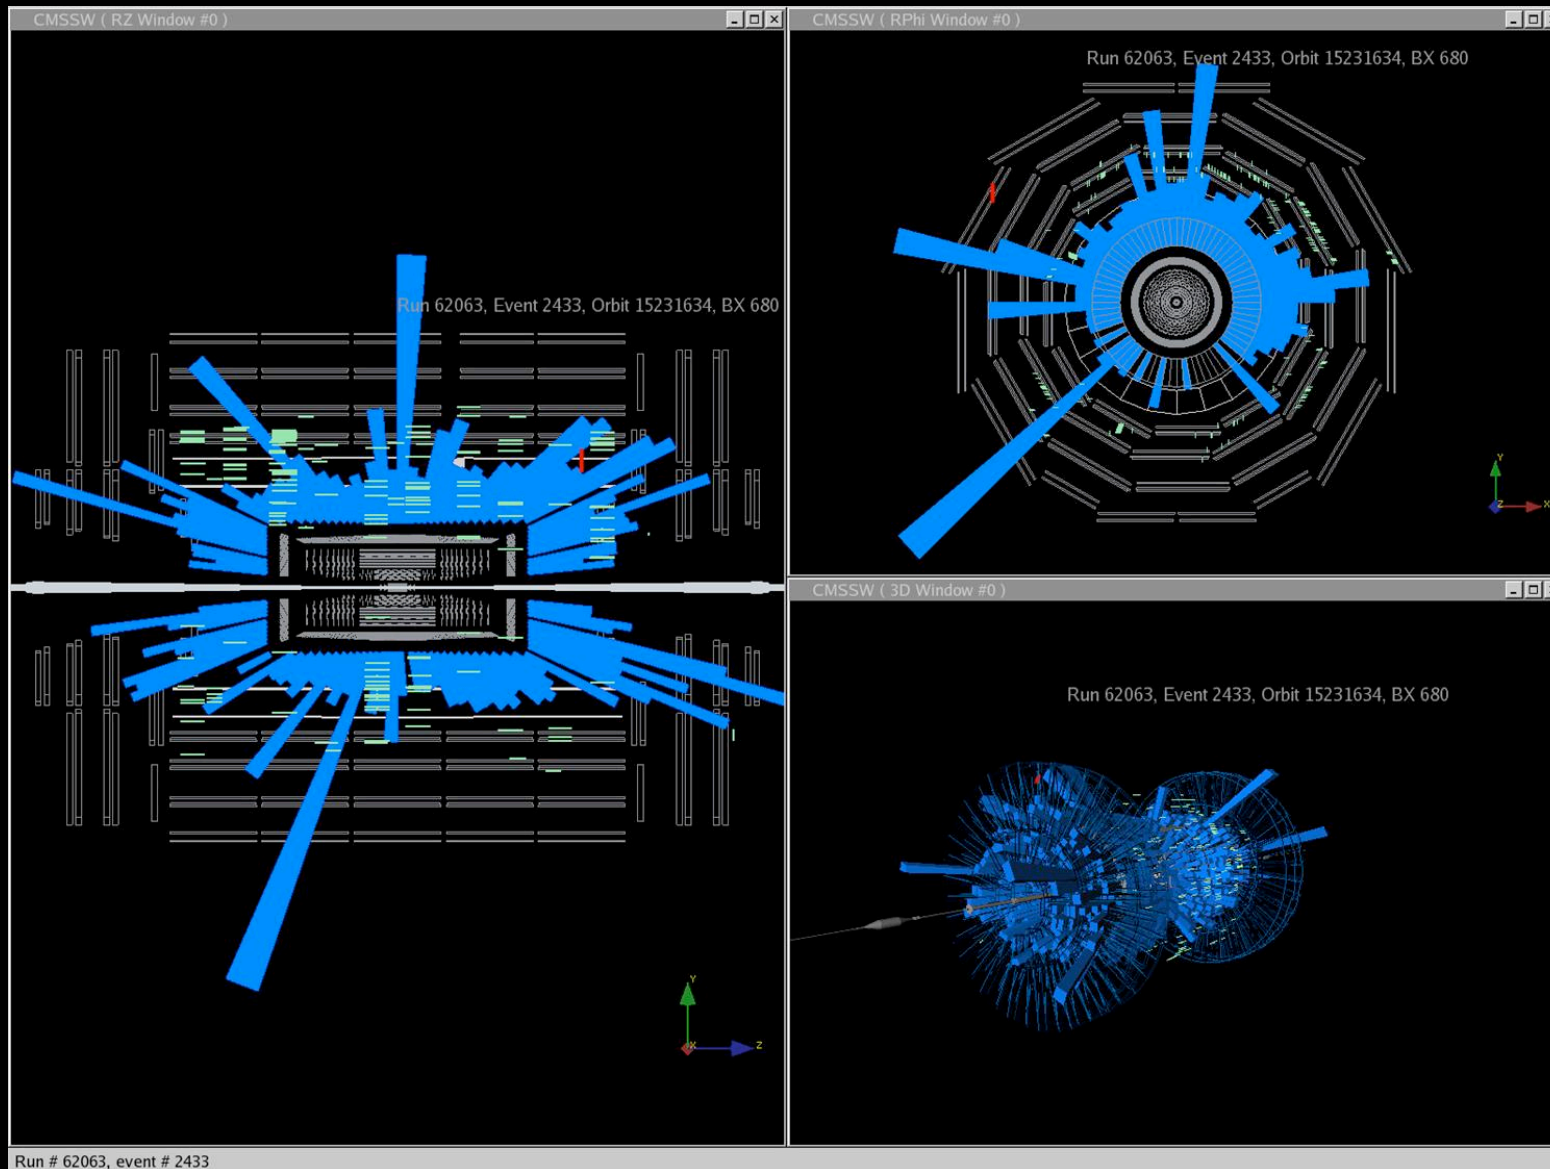 CMSSW ( RZ Window #0 )
Run 62063, Event 2433, Orbit 15231634, BX 680
Y
X
Z
CMSSW ( RPhi Window #0 )
Run 62063, Event 2433, Orbit 15231634, BX 680
Y
Z
X
CMSSW ( 3D Window #0 )
Run 62063, Event 2433, Orbit 15231634, BX 680
Run # 62063, event # 2433